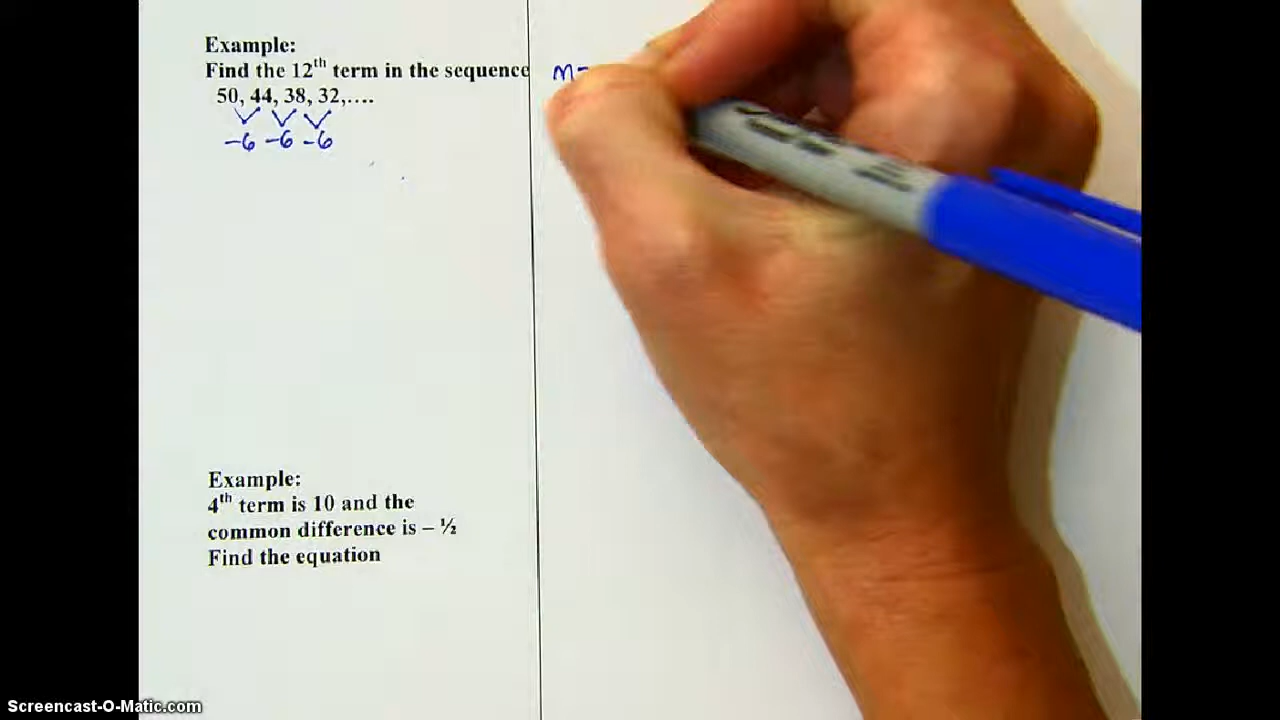 Example:
Find the 12th term in the sequence
50, 44, 38, 32,....
-6 -6 -6
m=
Example:
4th term is 10 and the
common difference is – ½
Find the equation
Screencast-O-Matic.com